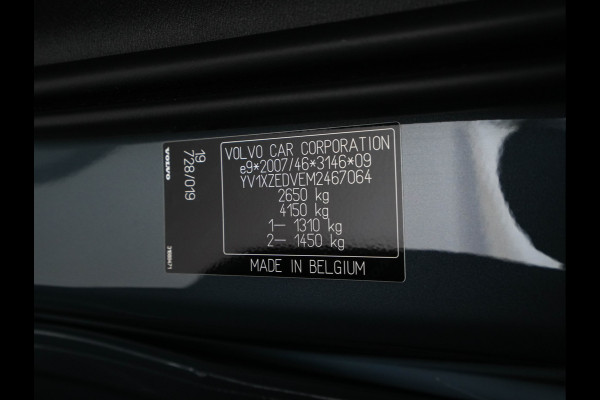 VOLVO CAR CORPORATION
e9*2007/46*3146*09
YV1XZEDVEM2467064
2650 kg
4150 kg
1— 1310 kg
2— 1450 kg
MADE IN BELGIUM
19
728/019
VOLVO